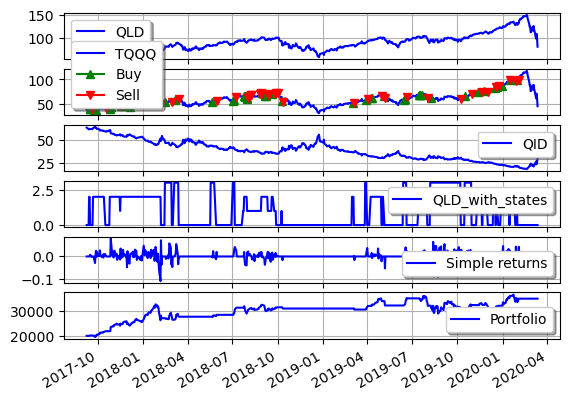 150
100
QLD
TQQQ
Buy
Sell
100
50
50
25
QID
2.5
0.0
QLD_with_states
0.0
−0.1
Simple returns
30000
20000
Portfolio
2017-10
2018-01
2018-04
2018-07
2018-10
2019-01
2019-04
2019-07
2019-10
2020-01
2020-04